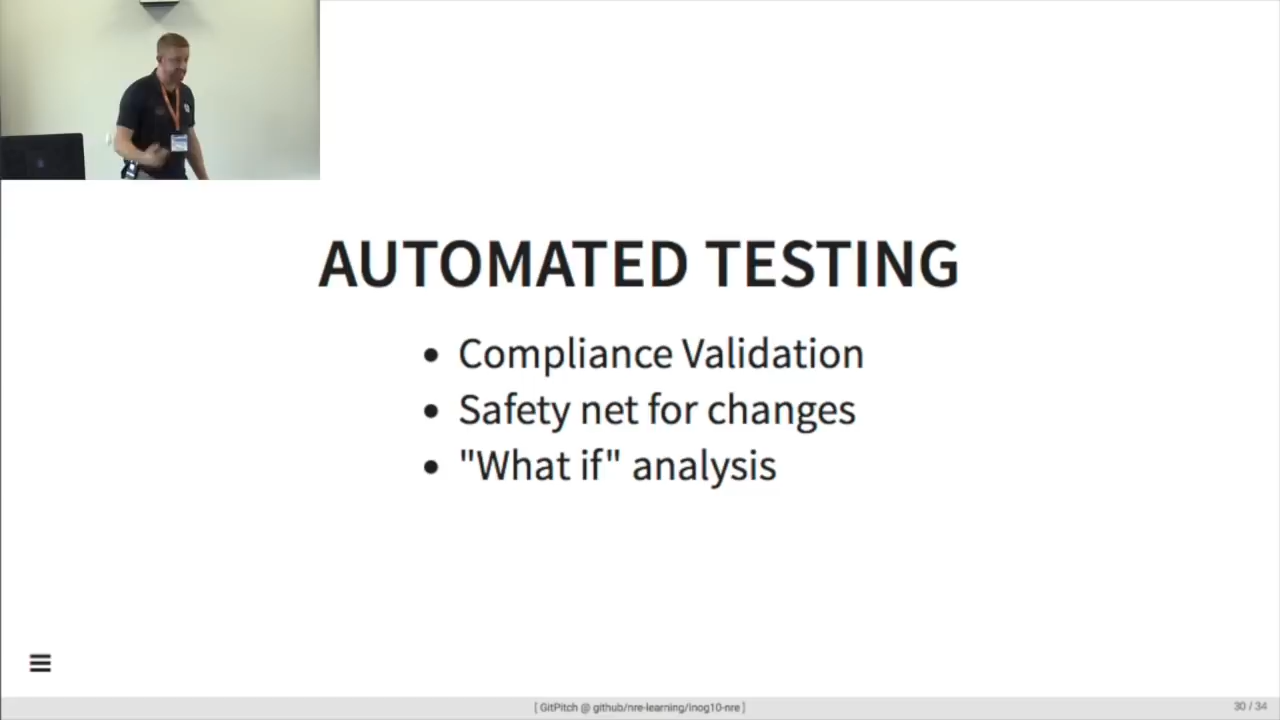 AUTOMATED TESTING
• Compliance Validation
• Safety net for changes
• "What if" analysis
[ GitPitch @ github/nre-learning/inog10-nre ]
30 / 34